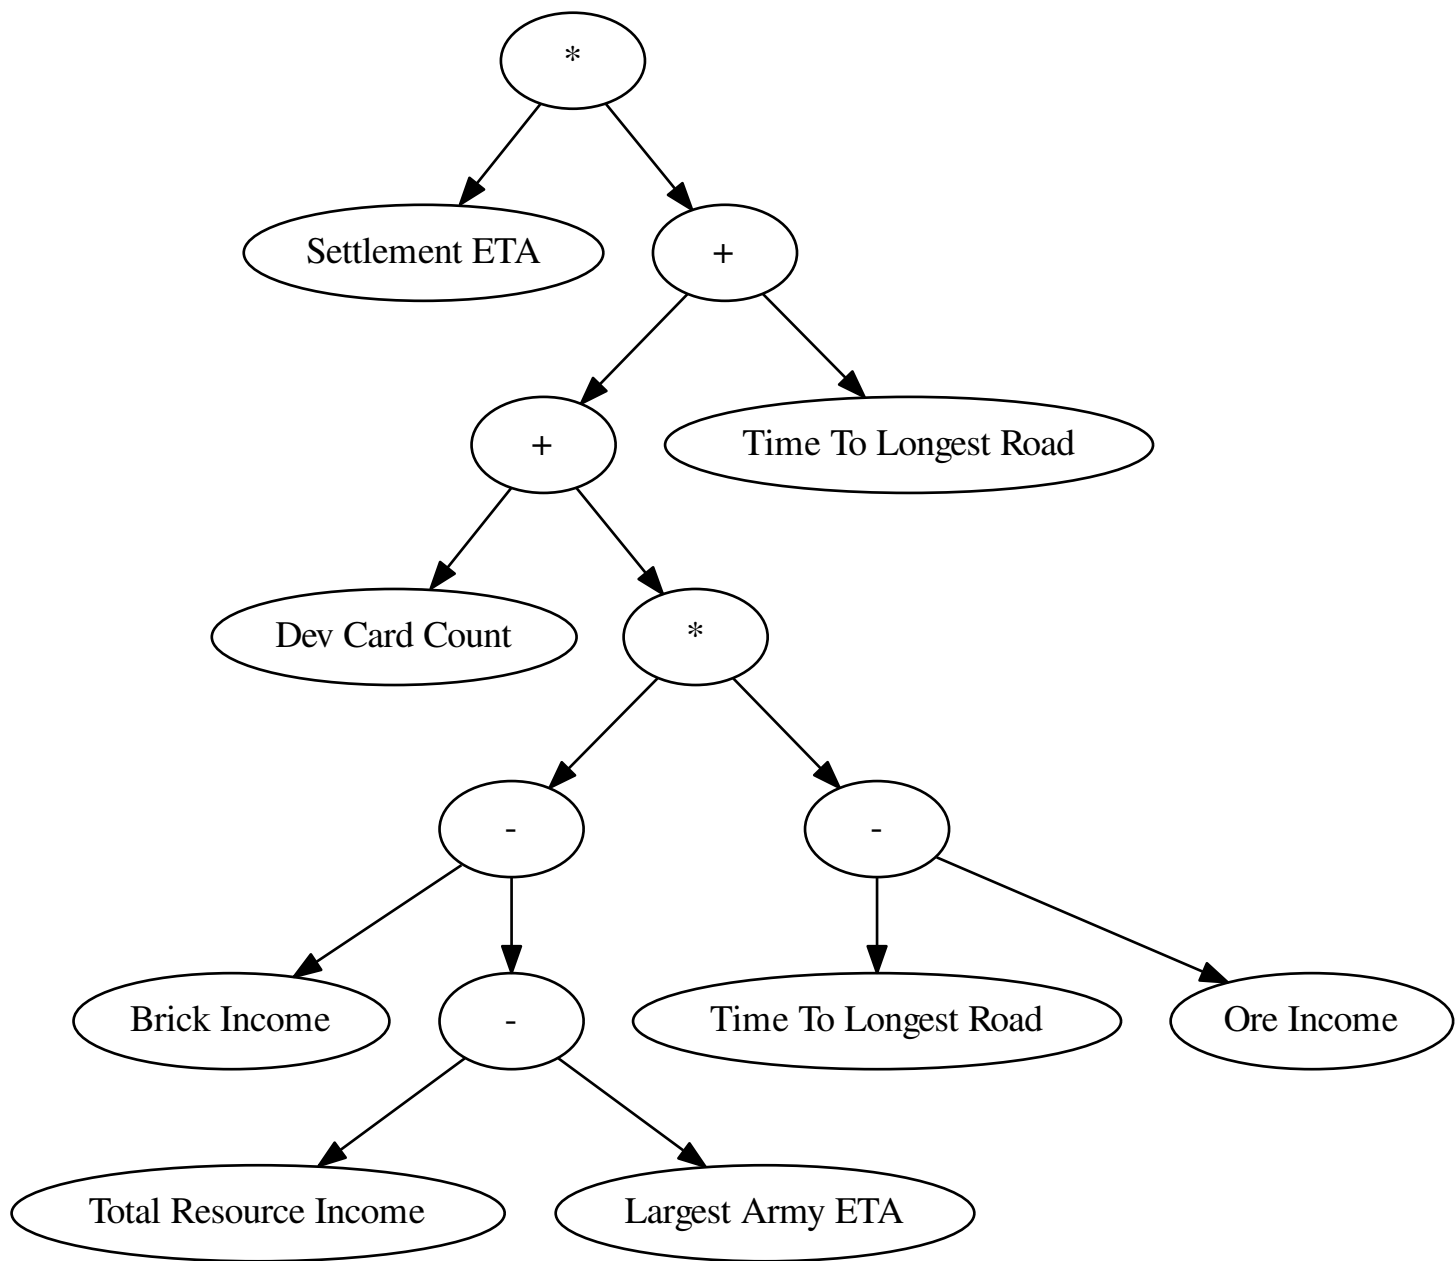 *
Settlement ETA
+
+
Time To Longest Road
Dev Card Count
*
-
-
Brick Income
-
Time To Longest Road
Ore Income
Total Resource Income
Largest Army ETA